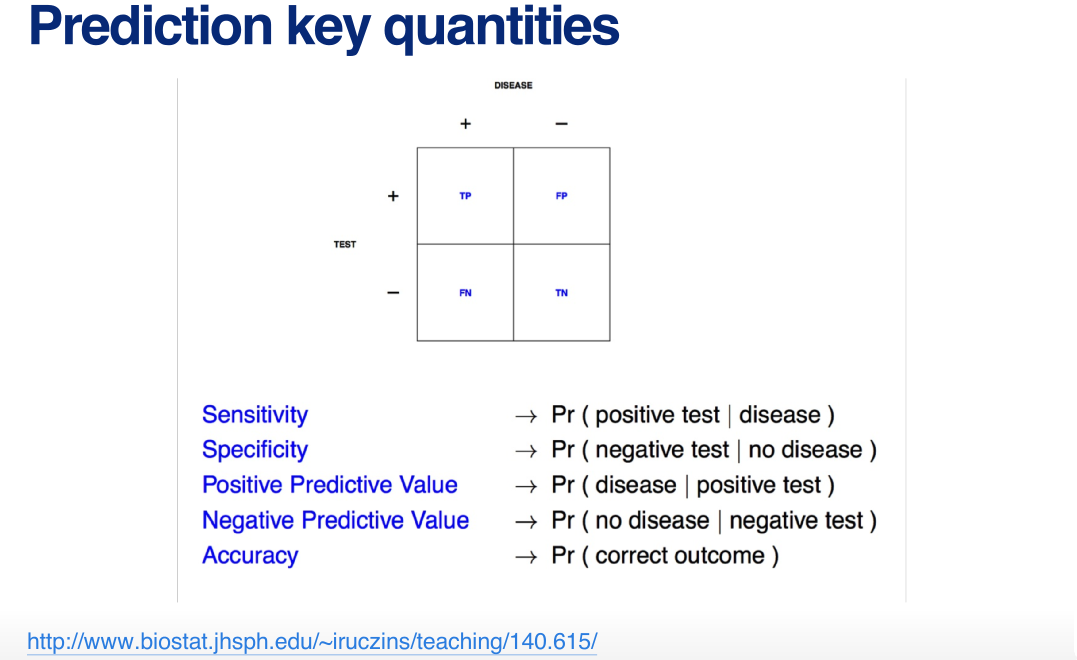 Prediction key quantities
DISEASE
+ −
+ TP FP
TEST
− FN TN
Sensitivity → Pr ( positive test | disease )
Specificity → Pr ( negative test | no disease )
Positive Predictive Value → Pr ( disease | positive test )
Negative Predictive Value → Pr ( no disease | negative test )
Accuracy → Pr ( correct outcome )
http://www.biostat.jhsph.edu/~iruczins/teaching/140.615/